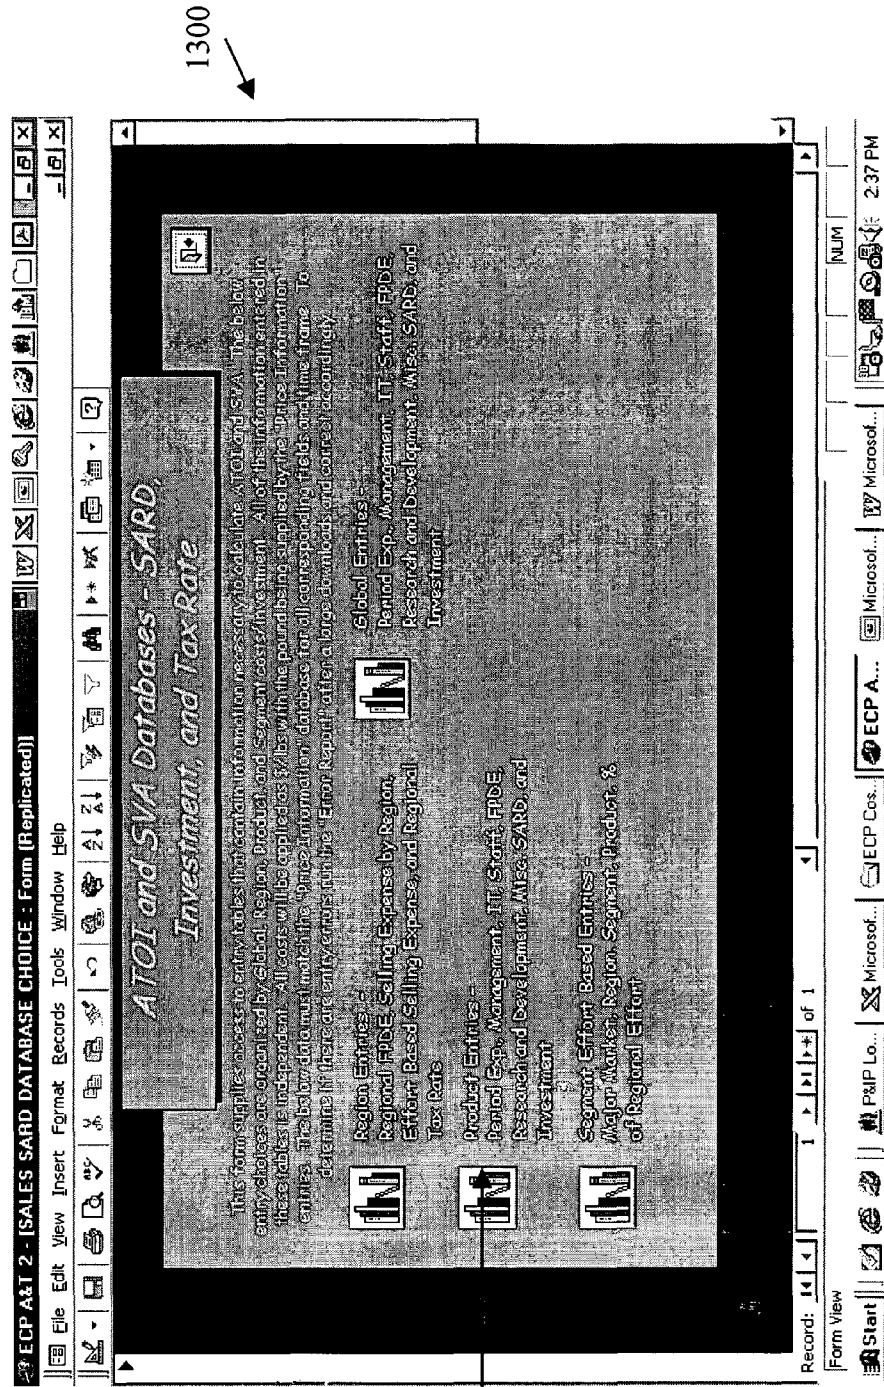 1300
ECP A&T 2 - [SALES SARD DATABASE CHOICE : Form (Replicated)]
File Edit View Insert Format Records Tools Window Help
ATOI and SVA Databases - SARD,
Investment, and Tax Rate
This form supplies access to entry tables that contain information necessary to calculate ATOI and SVA. The below
entry choices are organized by Global, Region, Product and Segment costs/investment. All of the information entered in
these tables is independent. All costs will be applied as $/lbs with the pound being supplied by the "Price Information"
entries. The below data must match the "Price Information" database for all corresponding fields and time frame. To
determine if there are entry errors run the "Error Report" after a large downloads and correct accordingly.
Region Entries -
Regional FPDE, Selling Expense by Region,
Effort Based Selling Expense, and Regional
Tax Rate
Global Entries -
Period Exp., Management, IT, Staff, FPDE,
Research and Development, Misc. SARD, and
Investment
Product Entries -
Period Exp., Management, IT, Staff, FPDE,
Research and Development, Misc. SARD, and
Investment
Segment Effort Based Entries -
Major Market, Region, Segment, Product, %
of Regional Effort
Record: 1 of 1
Form View NUM
Start P&IP Lo... Microsof... ECP Cos... ECP A... Microsof... Microsof... 2:37 PM